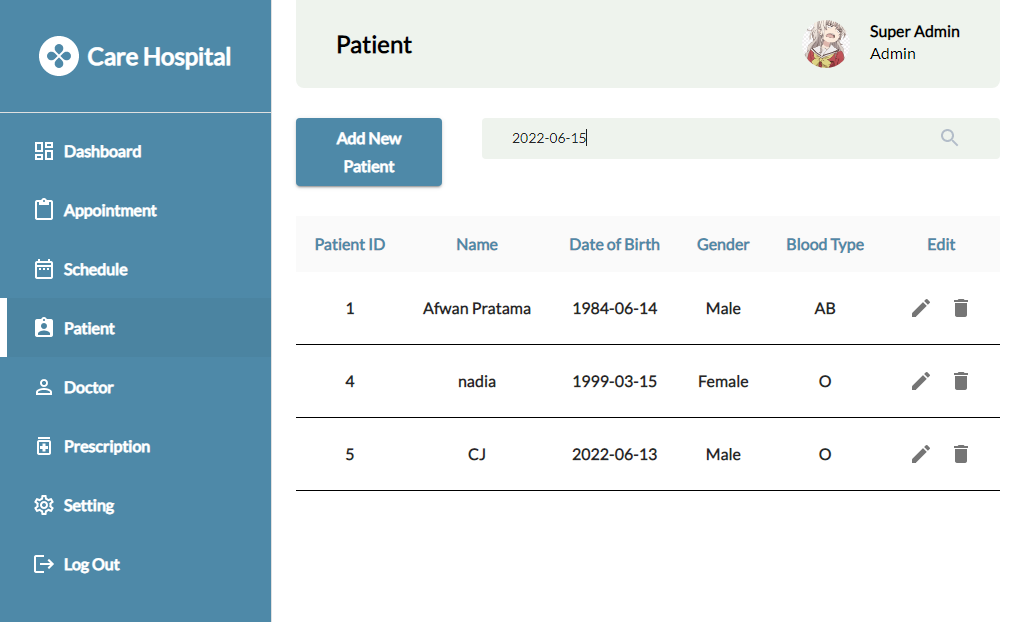 Care Hospital
Dashboard
Appointment
Schedule
Patient
Doctor
Prescription
Setting
Log Out
Patient
Super Admin
Admin
Add New
Patient
2022-06-15
Patient ID Name Date of Birth Gender Blood Type Edit
1 Afwan Pratama 1984-06-14 Male AB
4 nadia 1999-03-15 Female O
5 CJ 2022-06-13 Male O